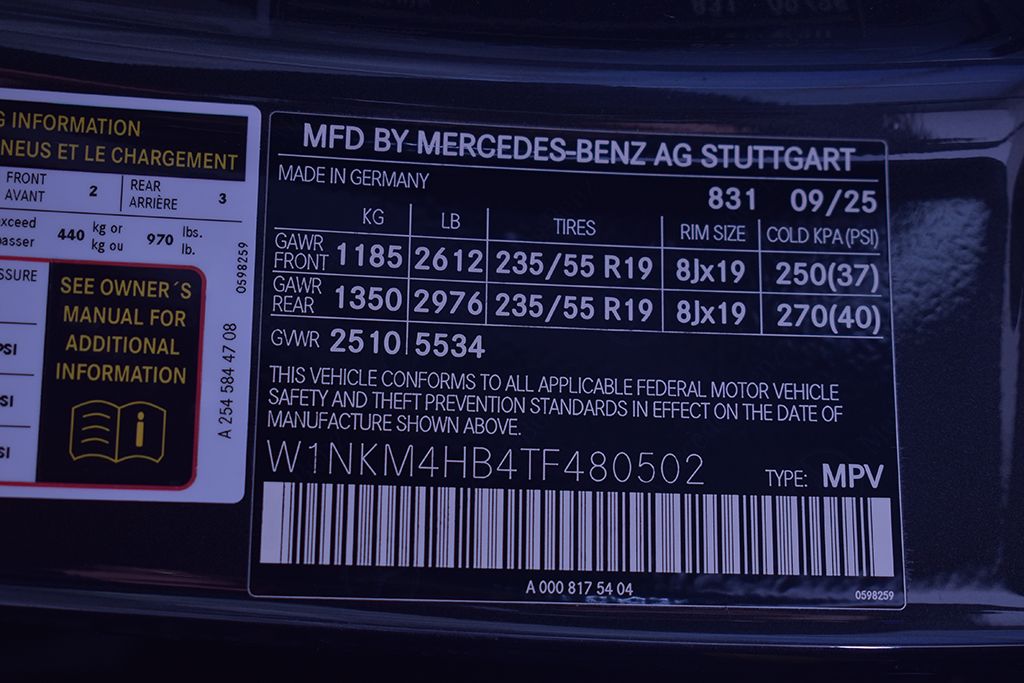 G INFORMATION
NEUS ET LE CHARGEMENT
FRONT
AVANT
2
REAR
ARRIÈRE
3
xceed
passer
440
kg or
kg ou
970
lbs.
lb.
SSURE
PSI
SI
SI
SEE OWNER´S
MANUAL FOR
ADDITIONAL
INFORMATION
i
0598259
A 254 584 47 08
MFD BY MERCEDES-BENZ AG STUTTGART
MADE IN GERMANY
831 09/25
KG LB TIRES RIM SIZE COLD KPA(PSI)
GAWR
FRONT 1185 2612 235/55 R19 8Jx19 250(37)
GAWR
REAR 1350 2976 235/55 R19 8Jx19 270(40)
GVWR 2510 5534
THIS VEHICLE CONFORMS TO ALL APPLICABLE FEDERAL MOTOR VEHICLE
SAFETY AND THEFT PREVENTION STANDARDS IN EFFECT ON THE DATE OF
MANUFACTURE SHOWN ABOVE.
W1NKM4HB4TF480502 TYPE: MPV
A 000 817 54 04
0598259